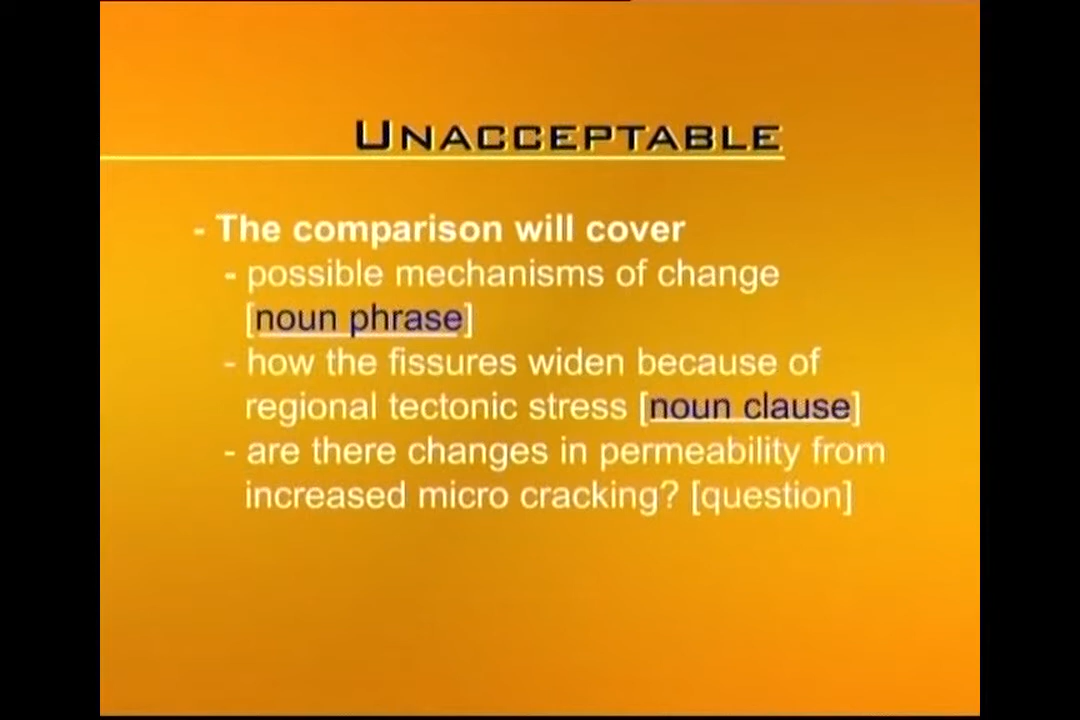 UNACCEPTABLE
- The comparison will cover
- possible mechanisms of change
[noun phrase]
- how the fissures widen because of
regional tectonic stress [noun clause]
- are there changes in permeability from
increased micro cracking? [question]